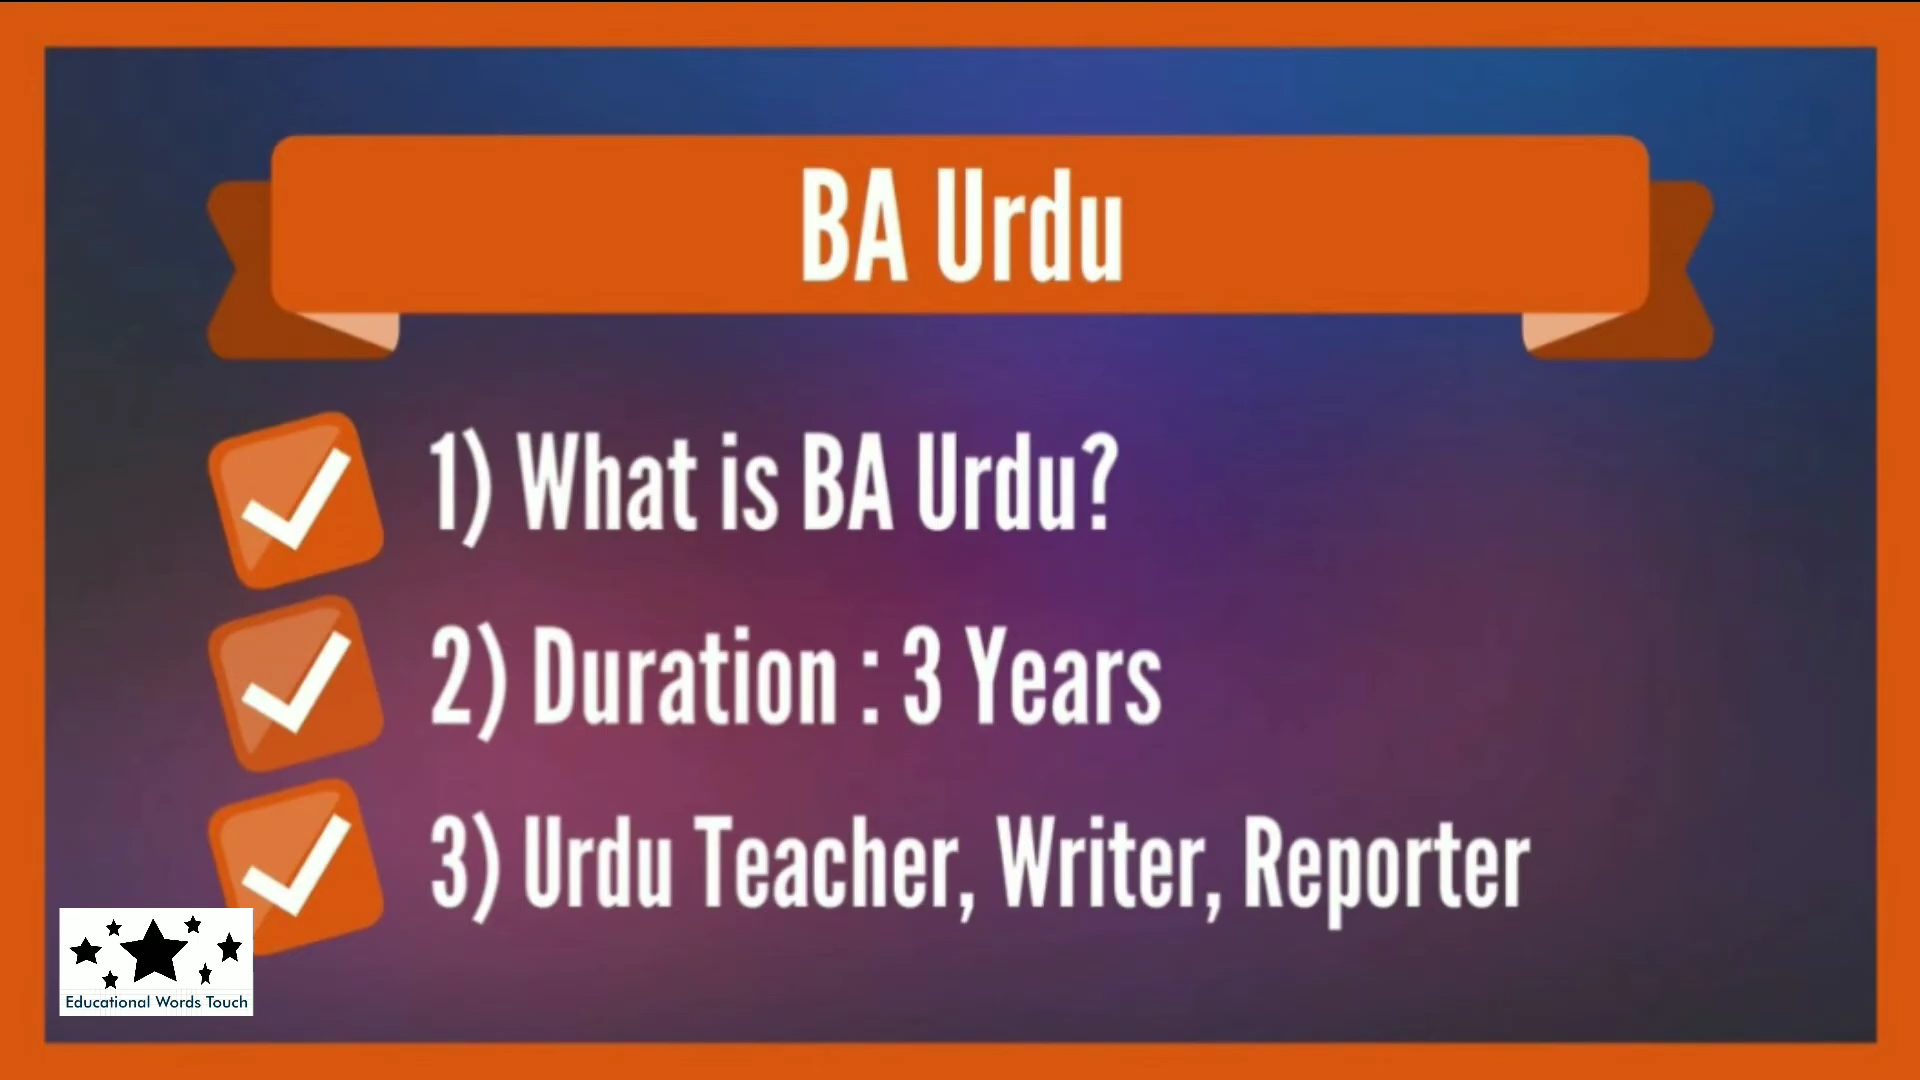 BA Urdu
1) What is BA Urdu?
2) Duration : 3 Years
3) Urdu Teacher, Writer, Reporter
Educational Words Touch